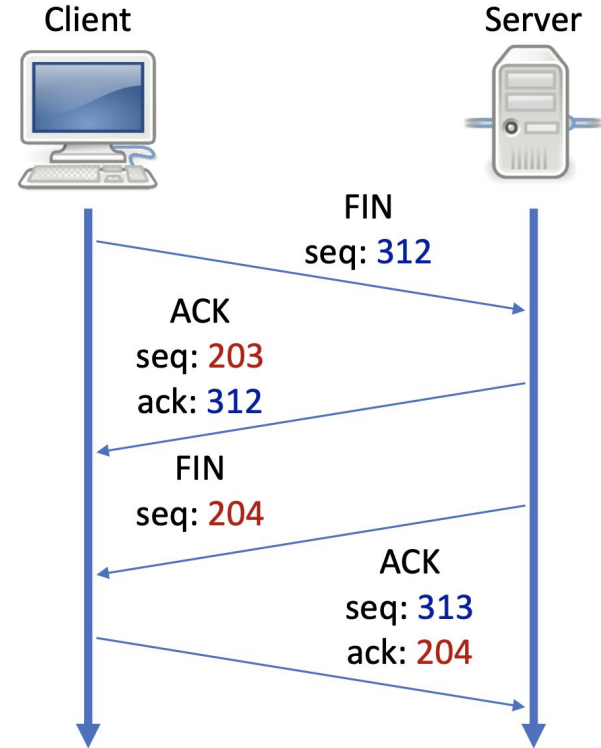 Client
Server
FIN
seq: 312
ACK
seq: 203
ack: 312
FIN
seq: 204
ACK
seq: 313
ack: 204